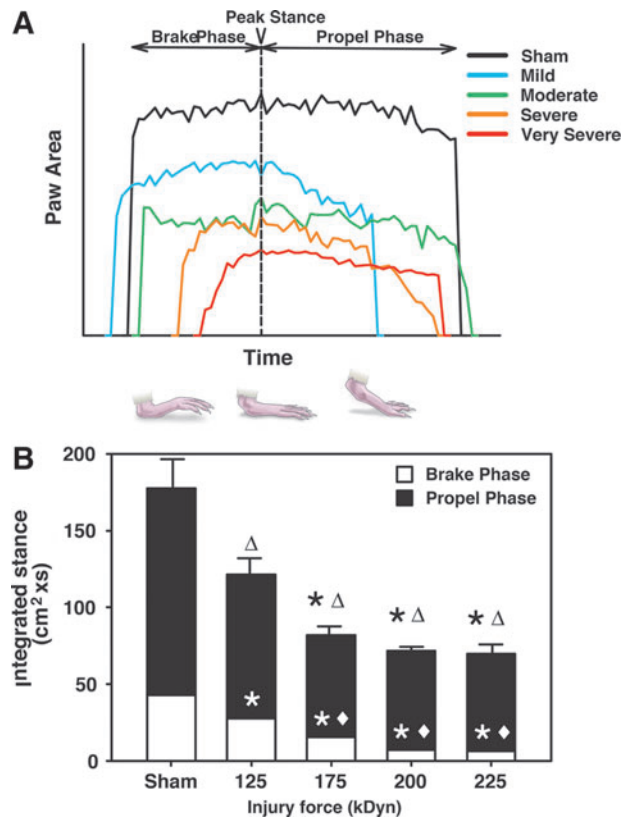 A
Peak Stance
Brake Phase
Propel Phase
Sham
Mild
Moderate
Severe
Very Severe
Paw Area
Time
B
200
150
100
50
0
Integrated stance
(cm² xs)
Brake Phase
Propel Phase
Δ
* Δ
* Δ
* Δ
*
* ♦
* ♦
* ♦
Sham
125
175
200
225
Injury force (kDyn)